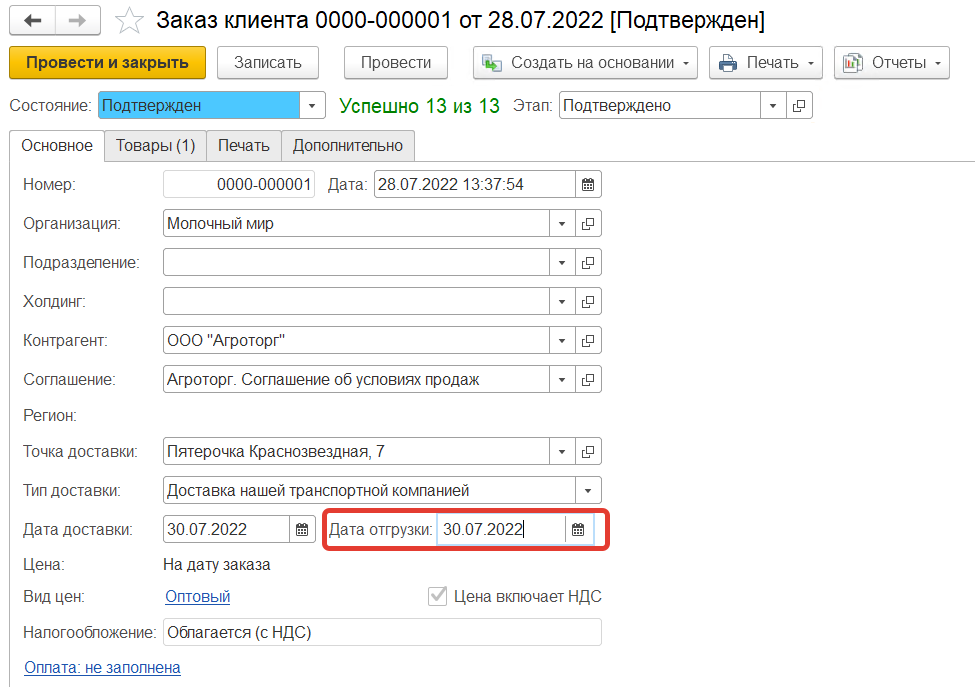 Заказ клиента 0000-000001 от 28.07.2022 [Подтвержден]
Провести и закрыть Записать Провести Создать на основании Печать Отчеты
Состояние: Подтвержден Успешно 13 из 13 Этап: Подтверждено
Основное Товары (1) Печать Дополнительно
Номер: 0000-000001 Дата: 28.07.2022 13:37:54
Организация: Молочный мир
Подразделение:
Холдинг:
Контрагент: ООО "Агроторг"
Соглашение: Агроторг. Соглашение об условиях продаж
Регион:
Точка доставки: Пятерочка Краснозвездная, 7
Тип доставки: Доставка нашей транспортной компанией
Дата доставки: 30.07.2022 Дата отгрузки: 30.07.2022
Цена: На дату заказа
Вид цен: Оптовый Цена включает НДС
Налогообложение: Облагается (с НДС)
Оплата: не заполнена